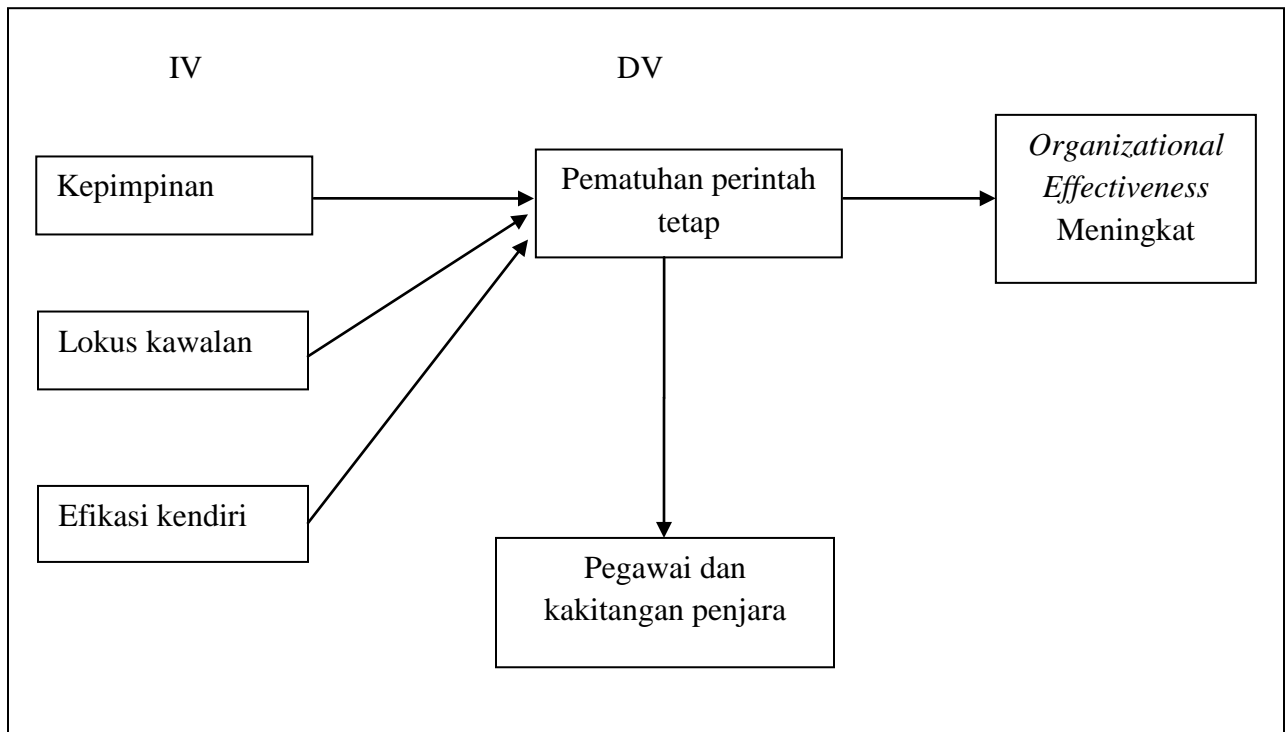 IV
DV
Kepimpinan
Lokus kawalan
Efikasi kendiri
Pematuhan perintah
tetap
Organizational
Effectiveness
Meningkat
Pegawai dan
kakitangan penjara